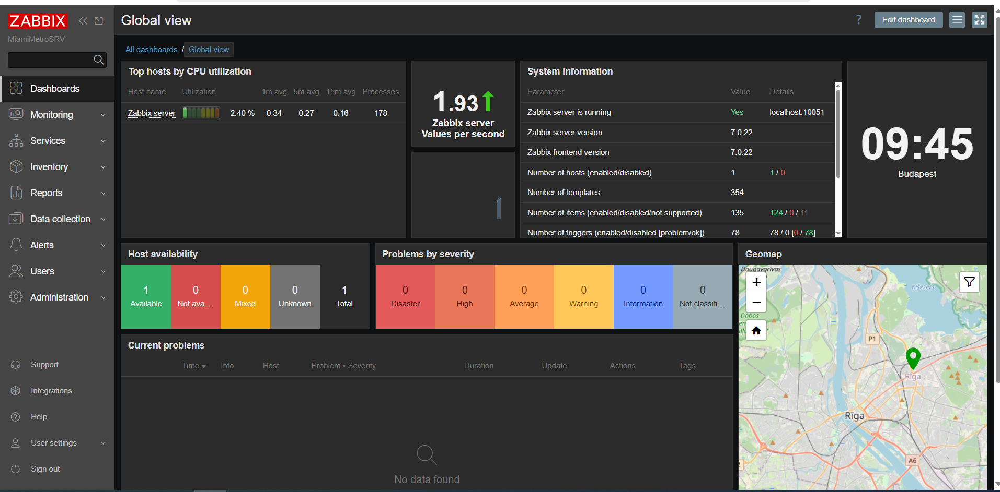 ZABBIX
MiamiMetroSRV
Dashboards
Monitoring
Services
Inventory
Reports
Data collection
Alerts
Users
Administration
Support
Integrations
Help
User settings
Sign out
Global view
? Edit dashboard
All dashboards / Global view
Top hosts by CPU utilization
Host name Utilization 1m avg 5m avg 15m avg Processes
Zabbix server 2.40 % 0.34 0.27 0.16 178
1.93
Zabbix server
Values per second
System information
Parameter Value Details
Zabbix server is running Yes localhost:10051
Zabbix server version 7.0.22
Zabbix frontend version 7.0.22
Number of hosts (enabled/disabled) 1 1 / 0
Number of templates 354
Number of items (enabled/disabled/not supported) 135 124 / 0 / 11
Number of triggers (enabled/disabled [problem/ok]) 78 78 / 0 [0 / 78]
09:45
Budapest
Host availability
1 0 0 0 1
Available Not ava... Mixed Unknown Total
Problems by severity
0 0 0 0 0 0
Disaster High Average Warning Information Not classifi...
Current problems
Time Info Host Problem • Severity Duration Update Actions Tags
No data found
Geomap
Daugavgrīvas
Ķīšezers
+
−
Dabas
P1
Rīga
Rīga
A6